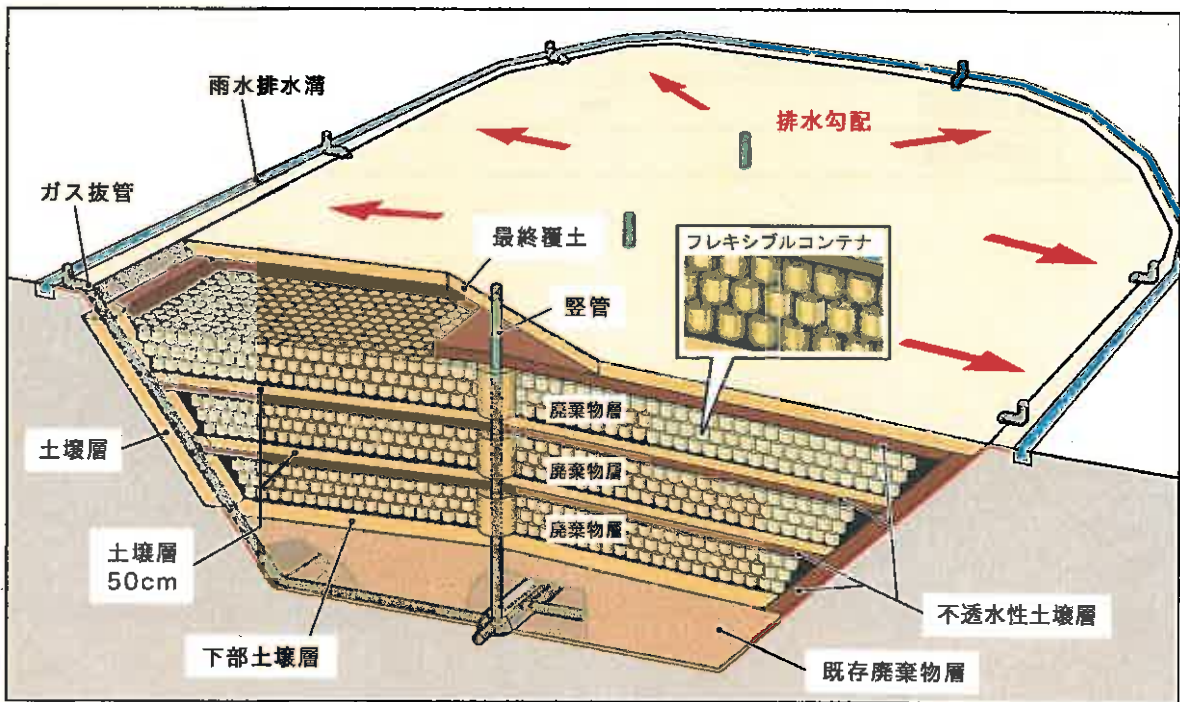 雨水排水溝
排水勾配
ガス抜管
最終覆土
フレキシブルコンテナ
竪管
廃棄物層
土壌層
廃棄物層
廃棄物層
土壌層
50cm
不透水性土壌層
下部土壌層
既存廃棄物層